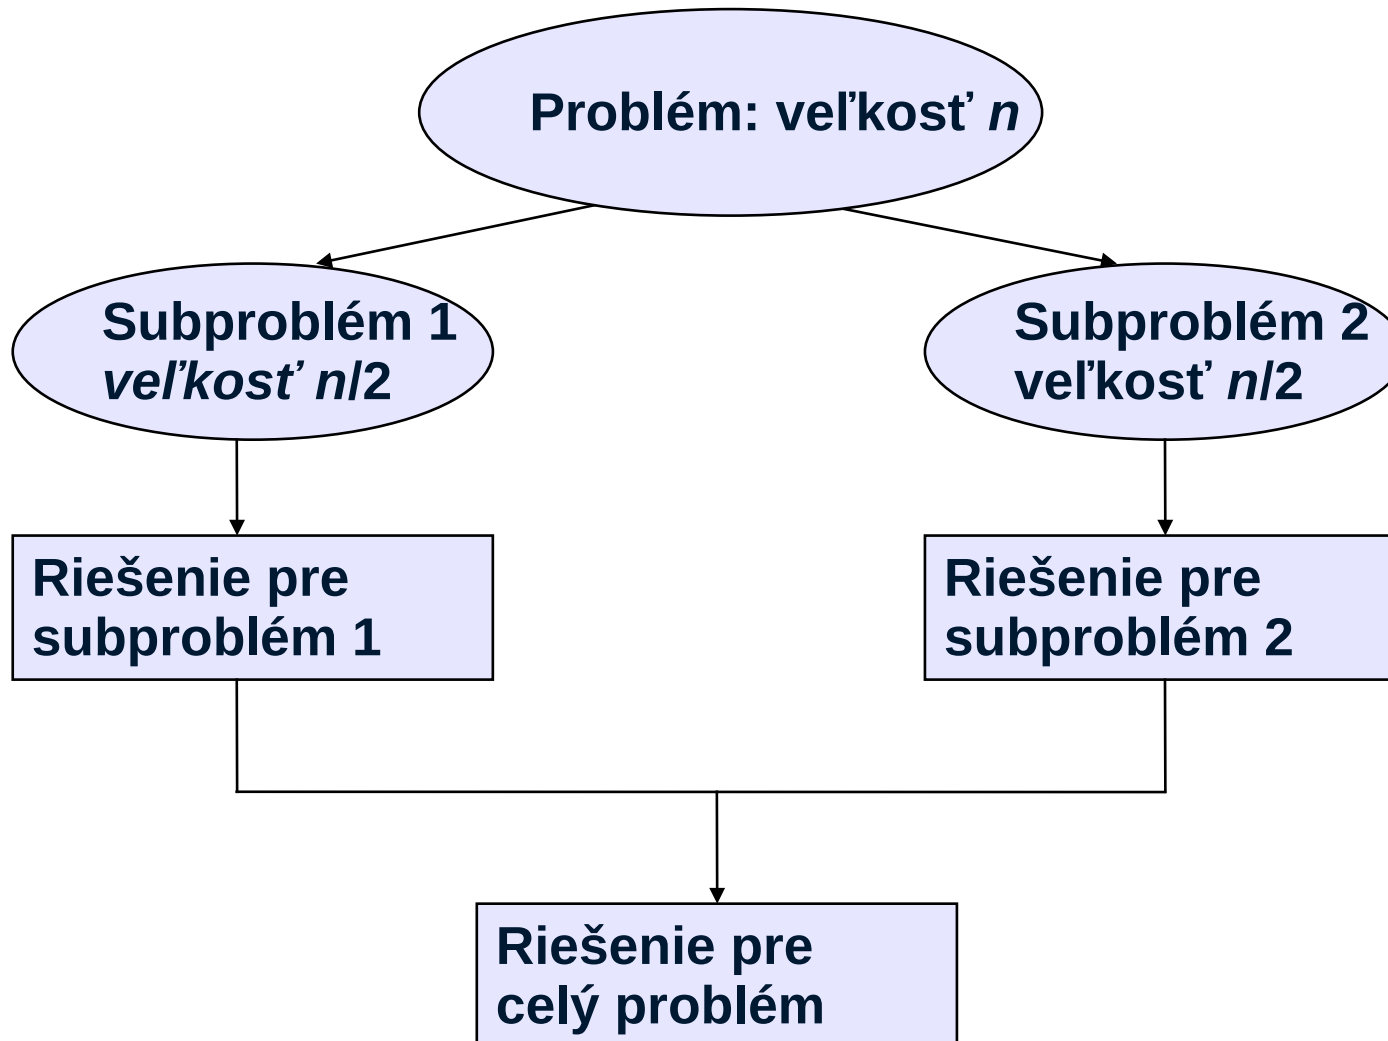 Problém: veľkosť n
Subproblém 1
veľkosť n/2
Subproblém 2
veľkosť n/2
Riešenie pre
subproblém 1
Riešenie pre
subproblém 2
Riešenie pre
celý problém